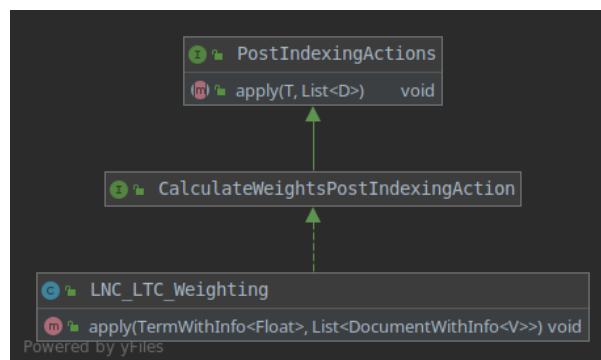 I PostIndexingActions
m apply(T, List<D>) void
I CalculateWeightsPostIndexingAction
C LNC_LTC_Weighting
m apply(TermWithInfo<Float>, List<DocumentWithInfo<V>>) void
Powered by yFiles